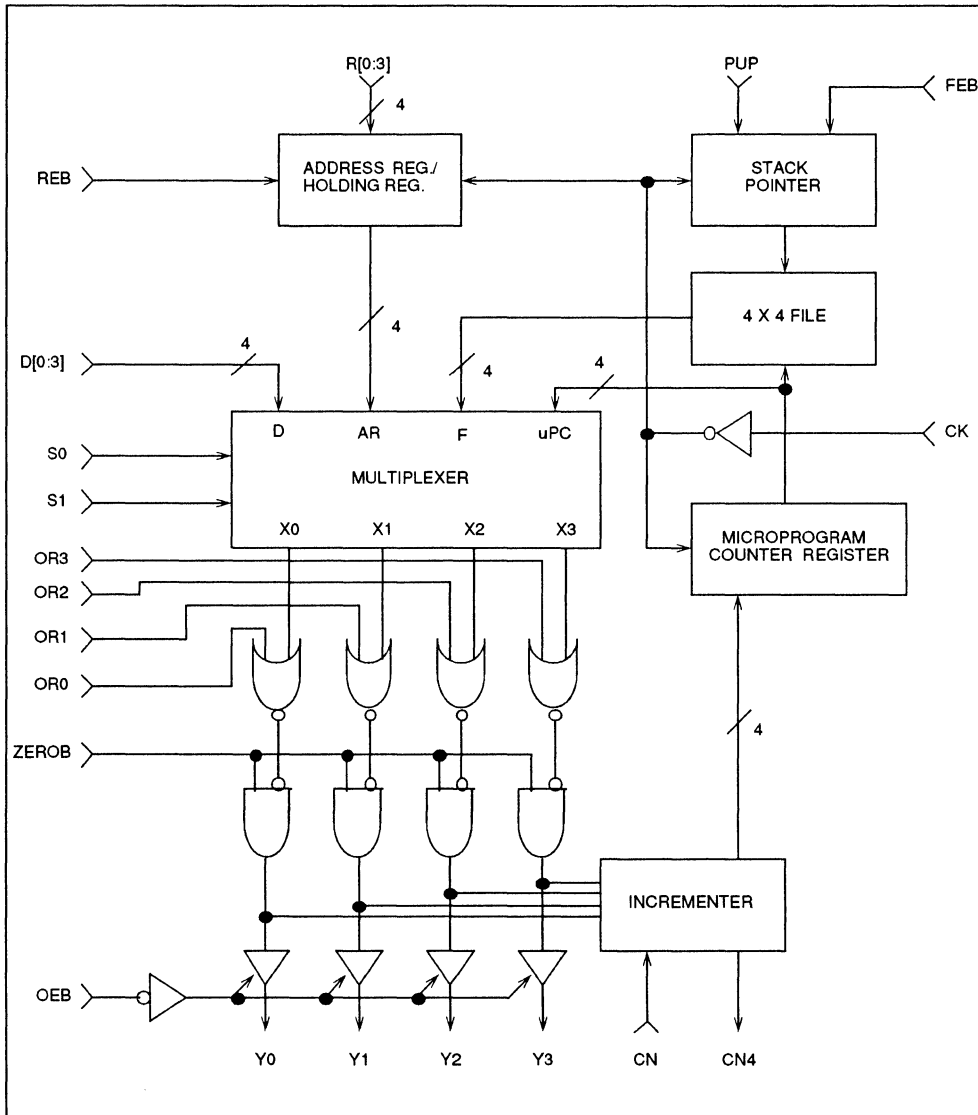 R[0:3]
PUP
FEB
4
REB
ADDRESS REG./
HOLDING REG.
STACK
POINTER
4 X 4 FILE
4
D[0:3]
4
4
4
D
AR
F
uPC
CK
S0
MULTIPLEXER
S1
X0
X1
X2
X3
MICROPROGRAM
COUNTER REGISTER
OR3
OR2
OR1
OR0
4
ZEROB
INCREMENTER
OEB
Y0
Y1
Y2
Y3
CN
CN4